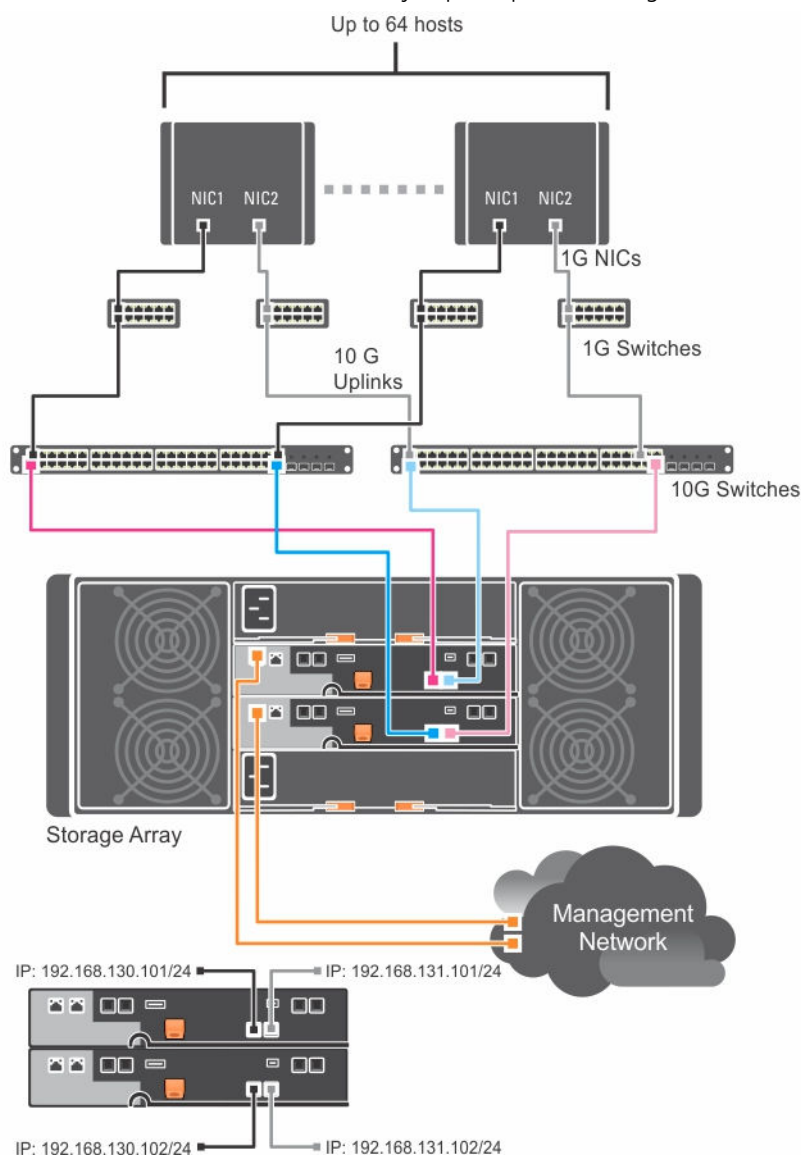 Up to 64 hosts
NIC1 NIC2
NIC1 NIC2
1G NICs
1G Switches
10 G
Uplinks
10G Switches
Storage Array
Management
Network
IP: 192.168.130.101/24
IP: 192.168.131.101/24
IP: 192.168.130.102/24
IP: 192.168.131.102/24